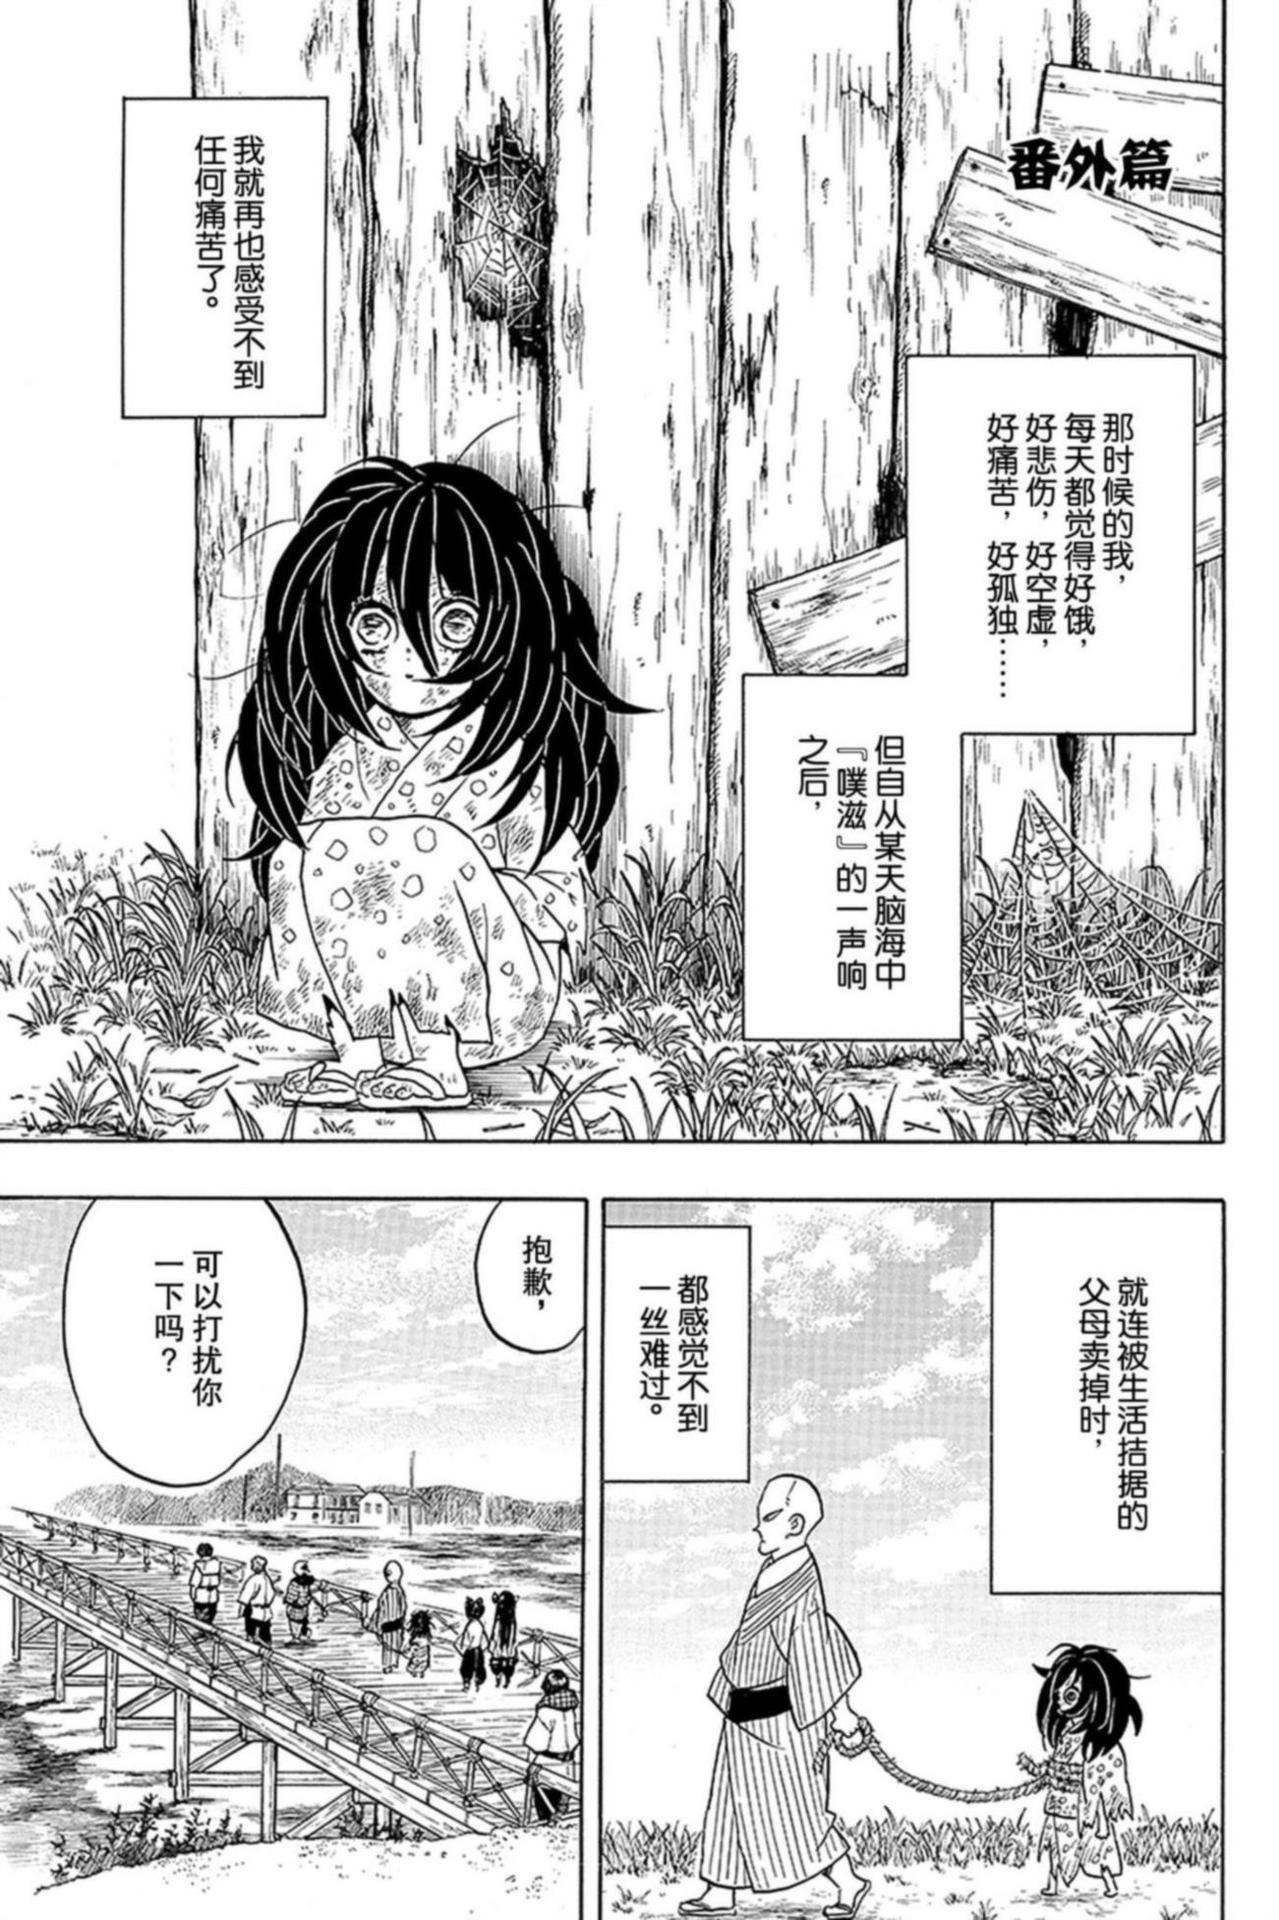 番外篇
那时候的我，
每天都觉得好饿，
好悲伤，好空虚，
好痛苦，好孤独……
但自从某天脑海中
『噗滋』的一声响
之后，
我就再也感受不到
任何痛苦了。
就连被生活拮据的
父母卖掉时，
都感觉不到
一丝难过。
抱歉，
可以打扰你
一下吗？